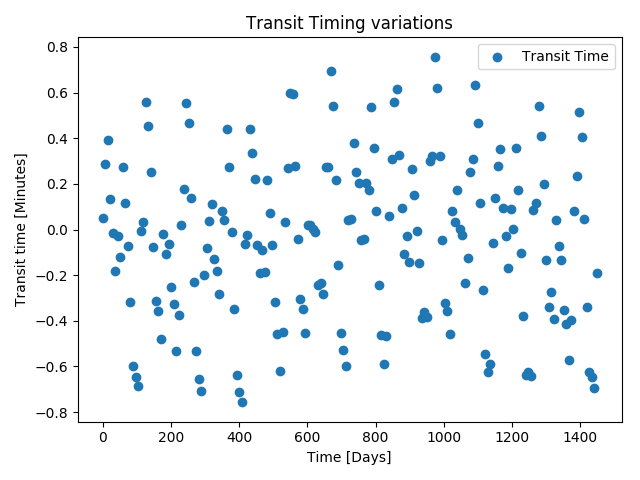 Transit Timing variations
Transit Time
Transit time [Minutes]
0.8
0.6
0.4
0.2
0.0
−0.2
−0.4
−0.6
−0.8
0 200 400 600 800 1000 1200 1400
Time [Days]